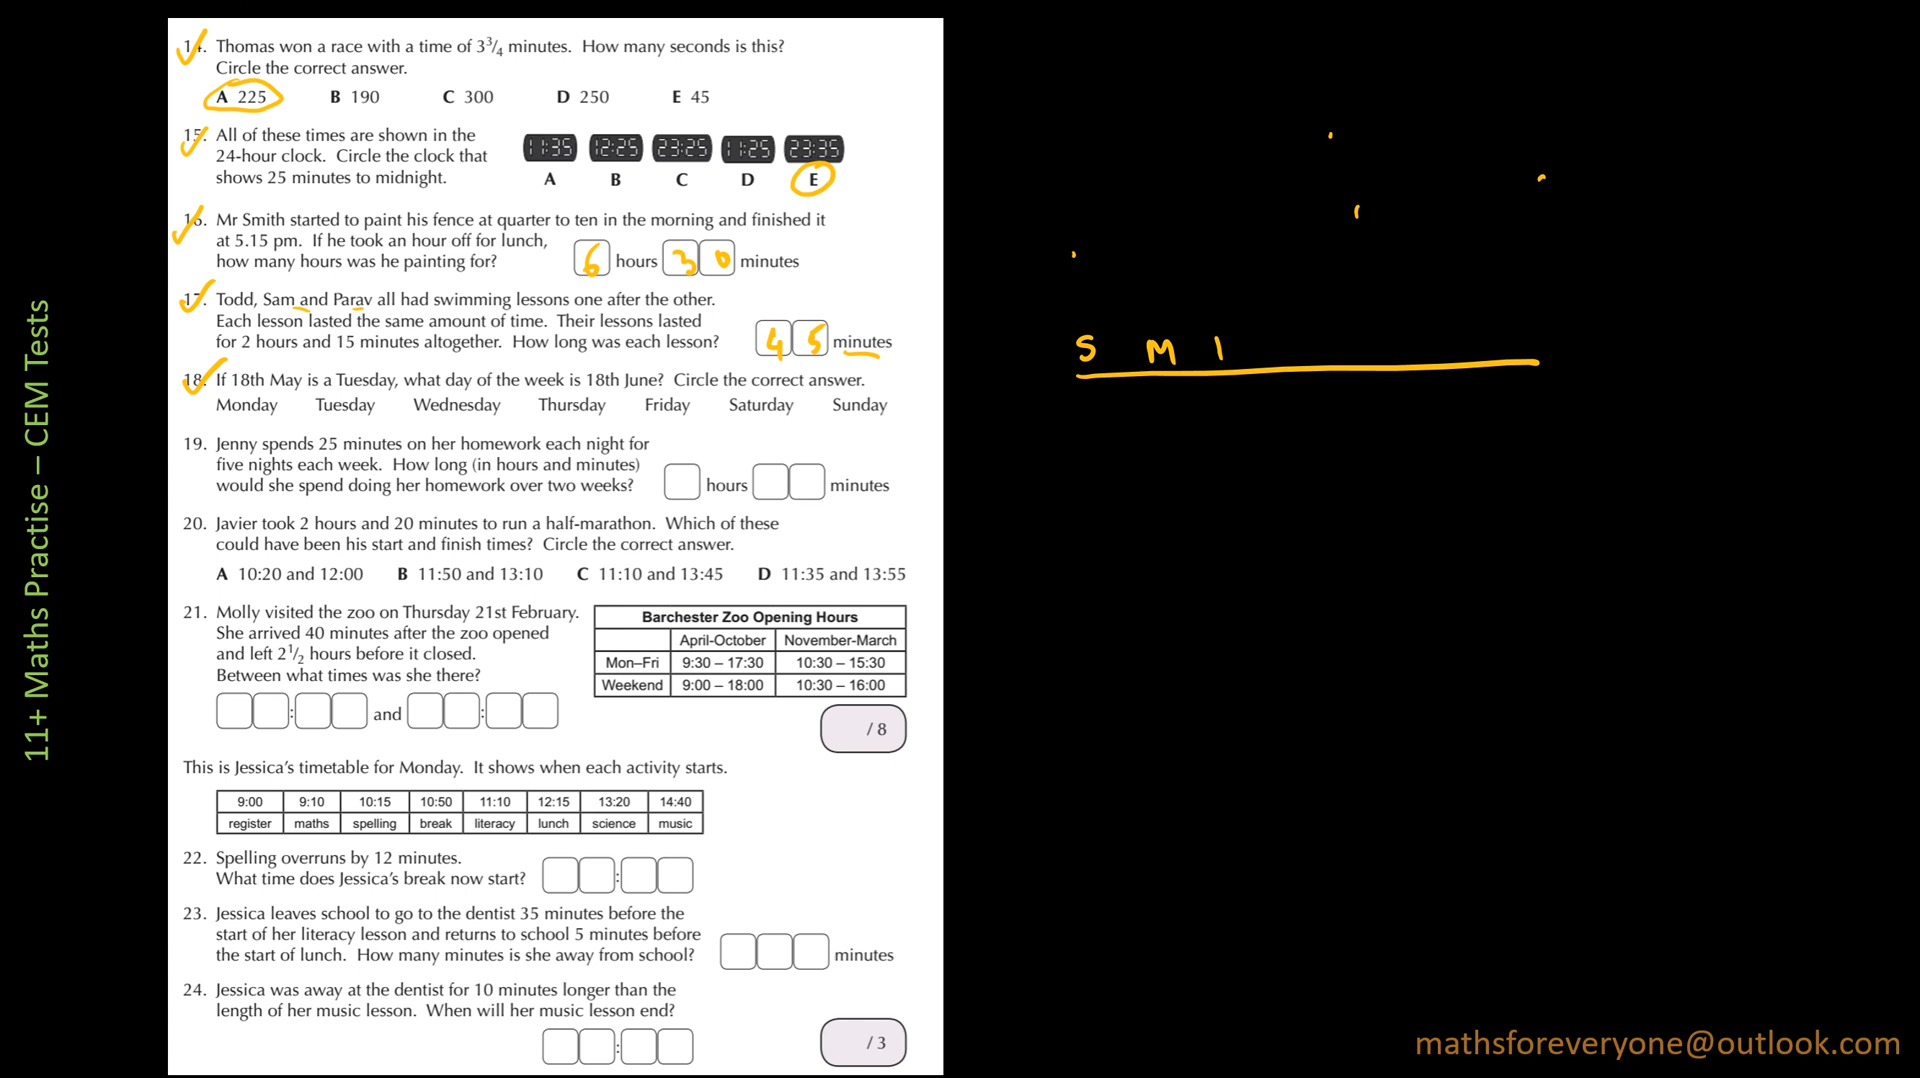 11+ Maths Practise – CEM Tests
14. Thomas won a race with a time of 3 3/4 minutes. How many seconds is this?
Circle the correct answer.
A 225 B 190 C 300 D 250 E 45
15. All of these times are shown in the
24-hour clock. Circle the clock that
shows 25 minutes to midnight.
11:35 12:25 23:25 11:25 23:35
A B C D E
16. Mr Smith started to paint his fence at quarter to ten in the morning and finished it
at 5.15 pm. If he took an hour off for lunch,
how many hours was he painting for? 6 hours 30 minutes
17. Todd, Sam and Parav all had swimming lessons one after the other.
Each lesson lasted the same amount of time. Their lessons lasted
for 2 hours and 15 minutes altogether. How long was each lesson? 45 minutes
18. If 18th May is a Tuesday, what day of the week is 18th June? Circle the correct answer.
Monday Tuesday Wednesday Thursday Friday Saturday Sunday
19. Jenny spends 25 minutes on her homework each night for
five nights each week. How long (in hours and minutes)
would she spend doing her homework over two weeks? hours minutes
20. Javier took 2 hours and 20 minutes to run a half-marathon. Which of these
could have been his start and finish times? Circle the correct answer.
A 10:20 and 12:00 B 11:50 and 13:10 C 11:10 and 13:45 D 11:35 and 13:55
21. Molly visited the zoo on Thursday 21st February.
She arrived 40 minutes after the zoo opened
and left 2 1/2 hours before it closed.
Between what times was she there?
: and :
Barchester Zoo Opening Hours
April-October November-March
Mon–Fri 9:30 – 17:30 10:30 – 15:30
Weekend 9:00 – 18:00 10:30 – 16:00
/ 8
This is Jessica's timetable for Monday. It shows when each activity starts.
9:00 9:10 10:15 10:50 11:10 12:15 13:20 14:40
register maths spelling break literacy lunch science music
22. Spelling overruns by 12 minutes.
What time does Jessica's break now start? :
23. Jessica leaves school to go to the dentist 35 minutes before the
start of her literacy lesson and returns to school 5 minutes before
the start of lunch. How many minutes is she away from school? minutes
24. Jessica was away at the dentist for 10 minutes longer than the
length of her music lesson. When will her music lesson end?
:
/ 3
S M
mathsforeveryone@outlook.com